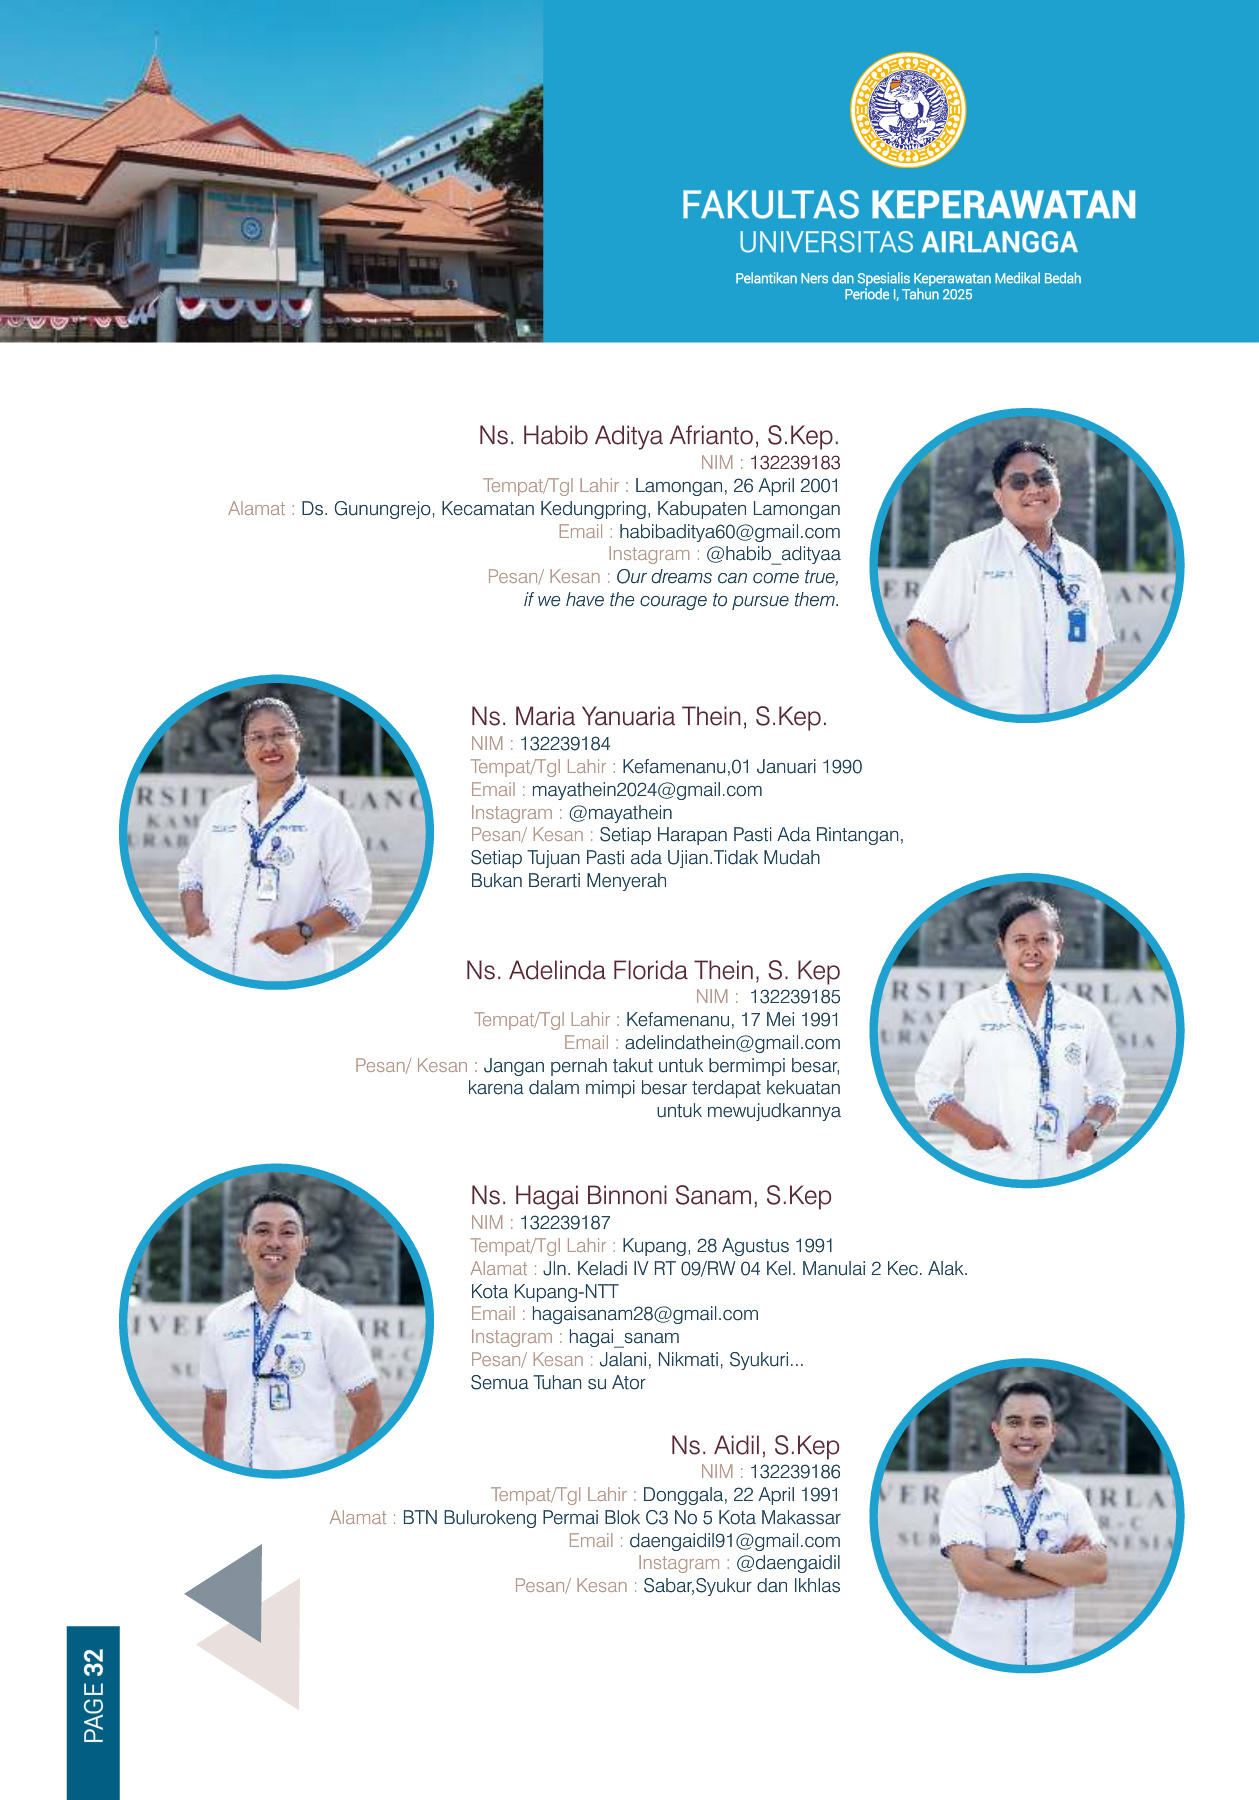 FAKULTAS KEPERAWATAN
UNIVERSITAS AIRLANGGA
Pelantikan Ners dan Spesialis Keperawatan Medikal Bedah
Periode I, Tahun 2025
Ns. Habib Aditya Afrianto, S.Kep.
NIM : 132239183
Tempat/Tgl Lahir : Lamongan, 26 April 2001
Alamat : Ds. Gunungrejo, Kecamatan Kedungpring, Kabupaten Lamongan
Email : habibaditya60@gmail.com
Instagram : @habib_adityaa
Pesan/ Kesan : Our dreams can come true,
if we have the courage to pursue them.
Ns. Maria Yanuaria Thein, S.Kep.
NIM : 132239184
Tempat/Tgl Lahir : Kefamenanu,01 Januari 1990
Email : mayathein2024@gmail.com
Instagram : @mayathein
Pesan/ Kesan : Setiap Harapan Pasti Ada Rintangan,
Setiap Tujuan Pasti ada Ujian.Tidak Mudah
Bukan Berarti Menyerah
Ns. Adelinda Florida Thein, S. Kep
NIM :  132239185
Tempat/Tgl Lahir : Kefamenanu, 17 Mei 1991
Email : adelindathein@gmail.com
Pesan/ Kesan : Jangan pernah takut untuk bermimpi besar,
karena dalam mimpi besar terdapat kekuatan
untuk mewujudkannya
Ns. Hagai Binnoni Sanam, S.Kep
NIM : 132239187
Tempat/Tgl Lahir : Kupang, 28 Agustus 1991
Alamat : Jln. Keladi IV RT 09/RW 04 Kel. Manulai 2 Kec. Alak.
Kota Kupang-NTT
Email : hagaisanam28@gmail.com
Instagram : hagai_sanam
Pesan/ Kesan : Jalani, Nikmati, Syukuri...
Semua Tuhan su Ator
Ns. Aidil, S.Kep
NIM : 132239186
Tempat/Tgl Lahir : Donggala, 22 April 1991
Alamat : BTN Bulurokeng Permai Blok C3 No 5 Kota Makassar
Email : daengaidil91@gmail.com
Instagram : @daengaidil
Pesan/ Kesan : Sabar,Syukur dan Ikhlas
PAGE 32